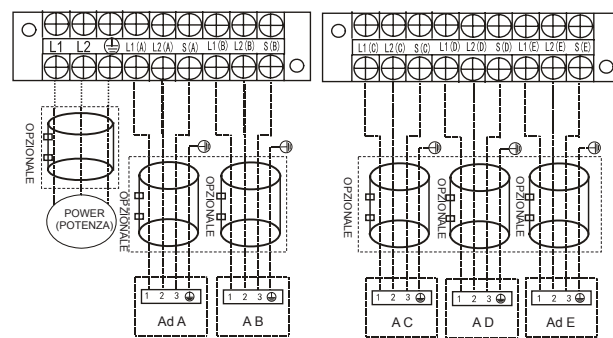 L1 L2 L1(A) L2(A) S(A) L1(B) L2(B) S(B)
L1(C) L2(C) S(C) L1(D) L2(D) S(D) L1(E) L2(E) S(E)
OPZIONALE
POWER
(POTENZA)
OPZIONALE
OPZIONALE
OPZIONALE
OPZIONALE
OPZIONALE
1 2 3
1 2 3
1 2 3
1 2 3
1 2 3
Ad A
A B
A C
A D
Ad E